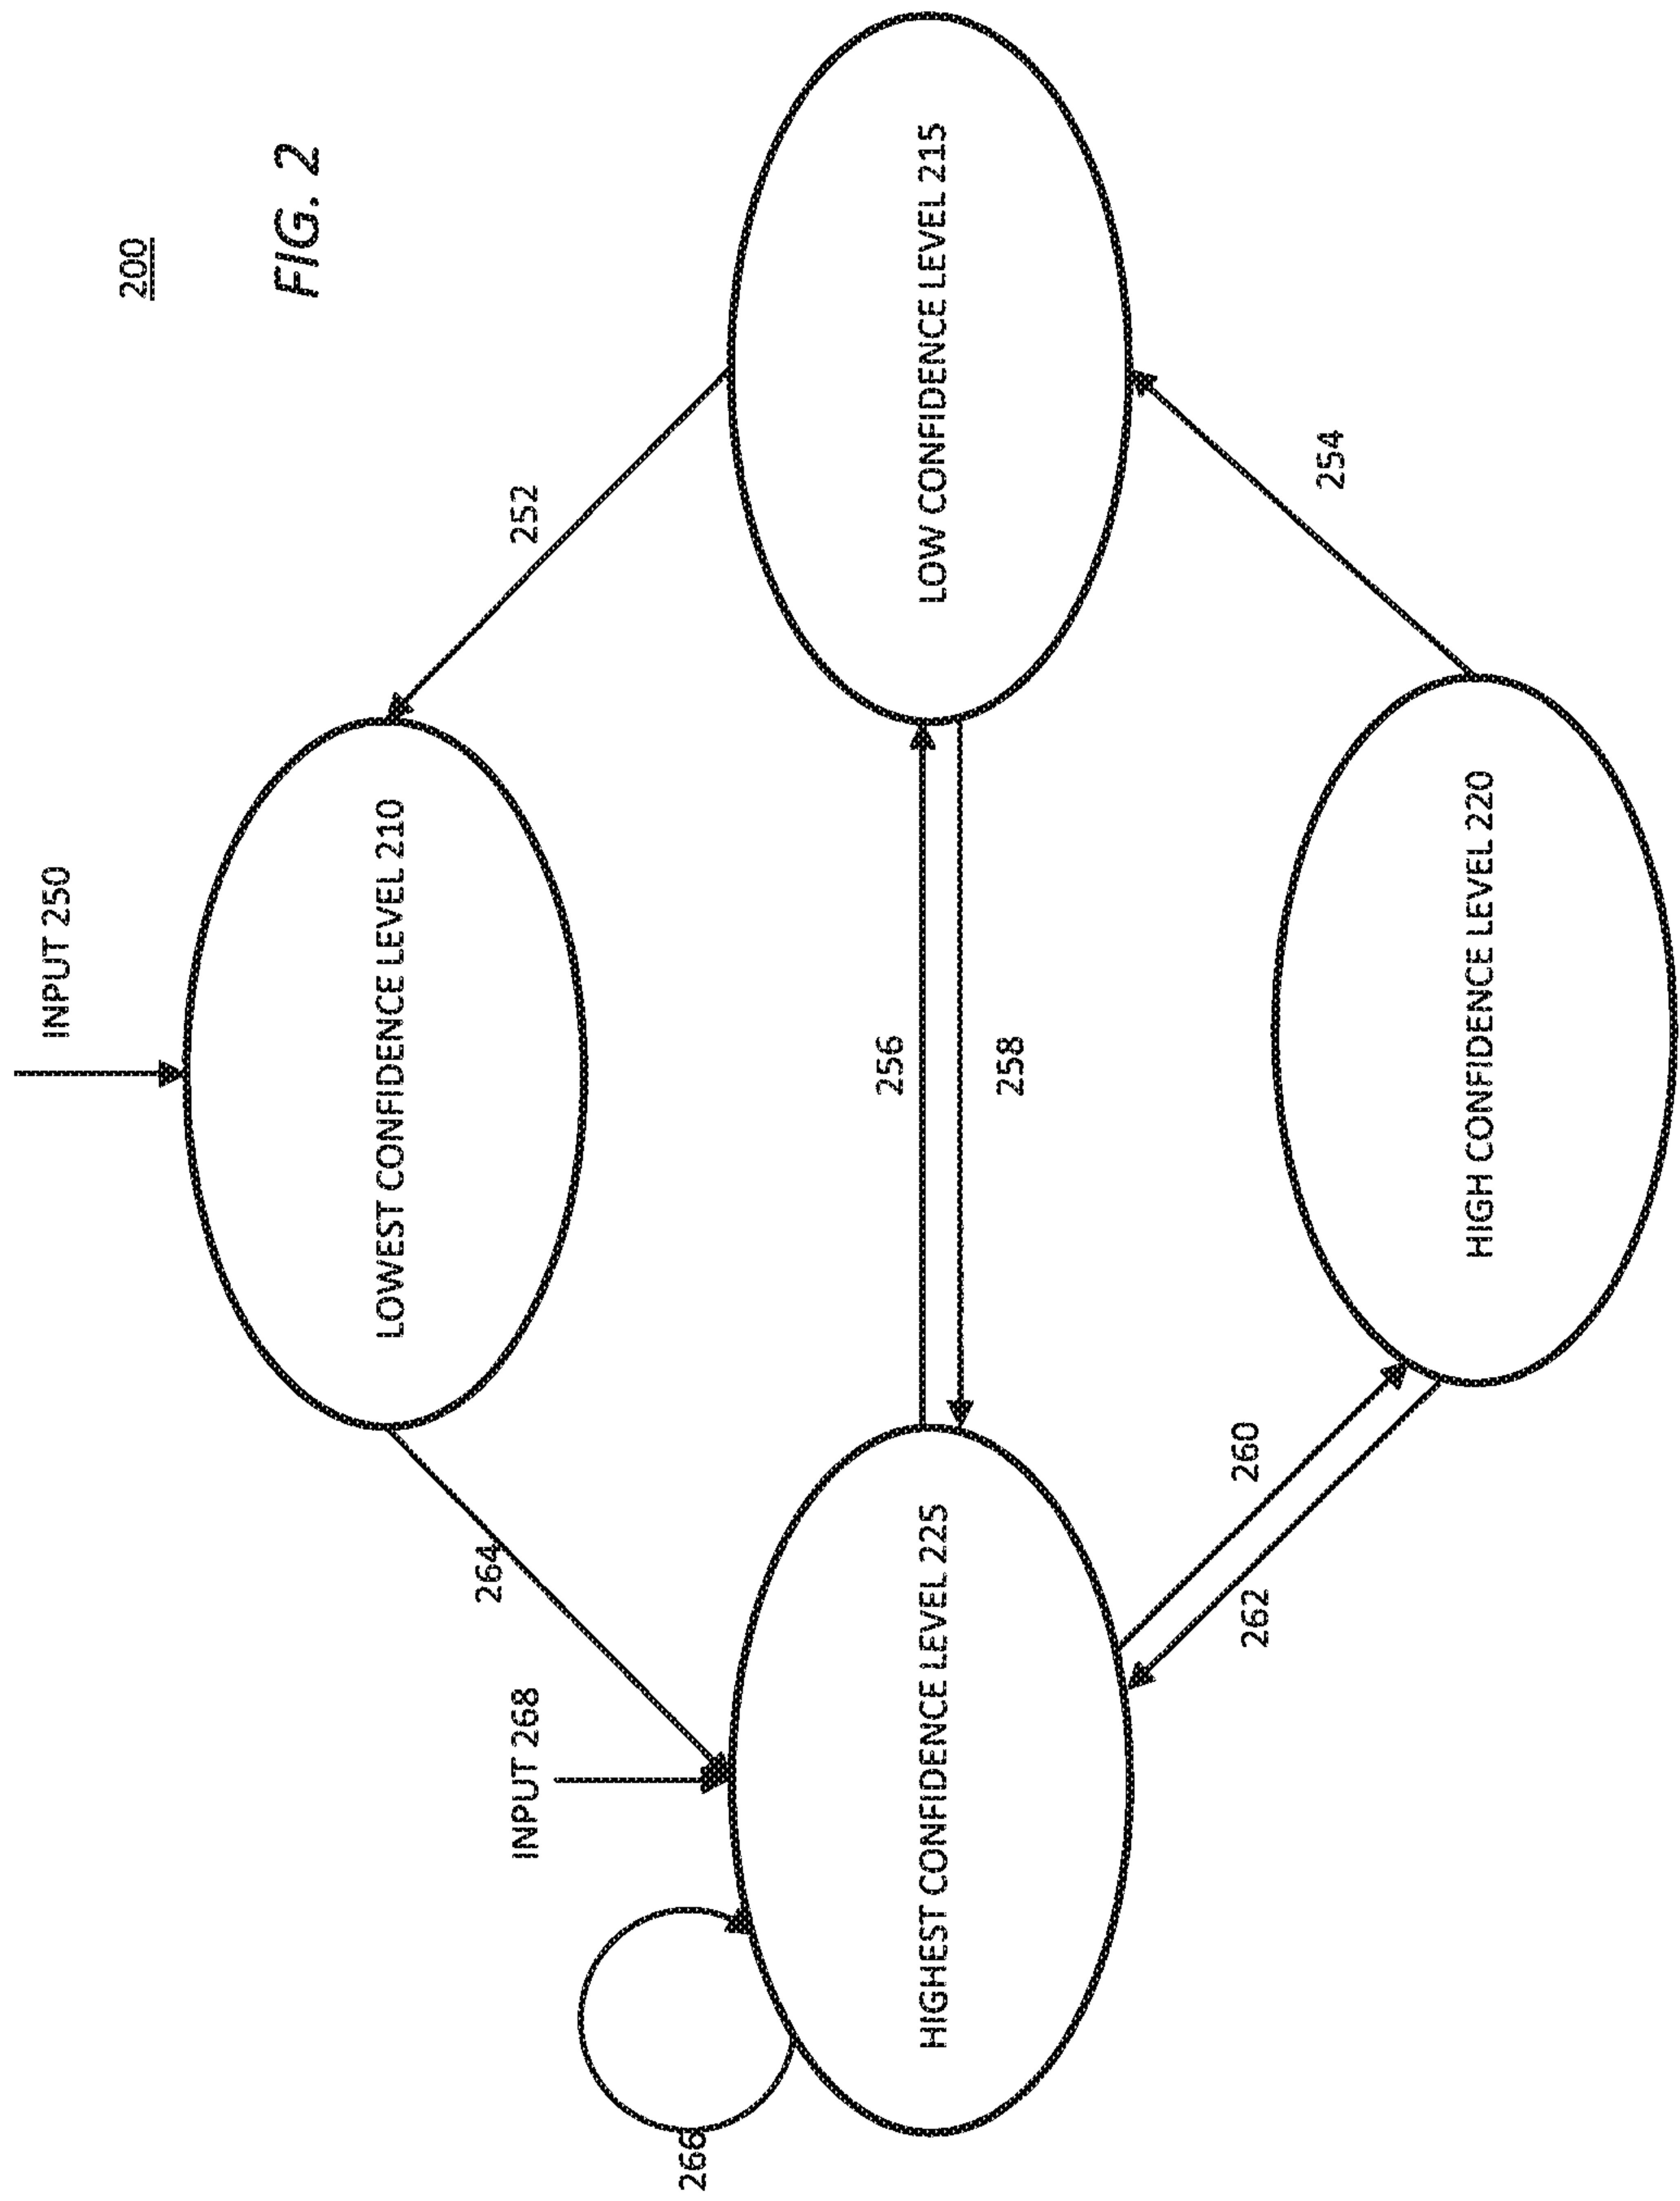 200
FIG. 2
INPUT 250
LOWEST CONFIDENCE LEVEL 210
252
264
INPUT 268
266
LOW CONFIDENCE LEVEL 215
256
258
HIGHEST CONFIDENCE LEVEL 225
254
260
262
HIGH CONFIDENCE LEVEL 220